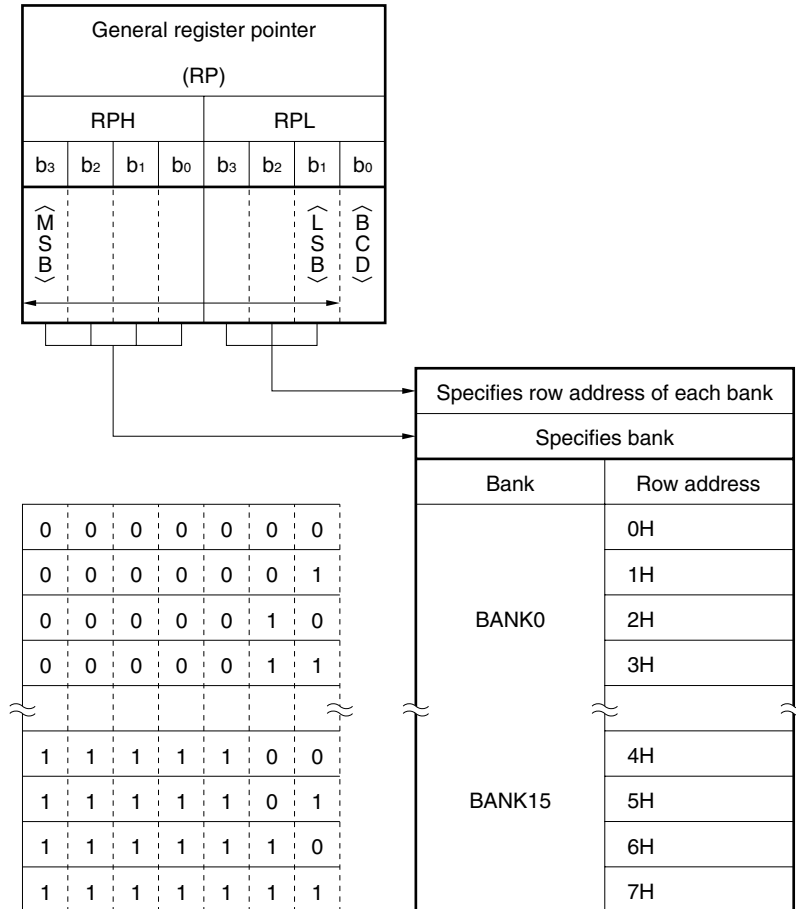 General register pointer
(RP)
RPH RPL
b3 b2 b1 b0 b3 b2 b1 b0
⟨MSB⟩ ⟨LSB⟩ ⟨BCD⟩
Specifies row address of each bank
Specifies bank
Bank Row address
0 0 0 0 0 0 0 0H
0 0 0 0 0 0 1 1H
0 0 0 0 0 1 0 BANK0 2H
0 0 0 0 0 1 1 3H
1 1 1 1 1 0 0 4H
1 1 1 1 1 0 1 BANK15 5H
1 1 1 1 1 1 0 6H
1 1 1 1 1 1 1 7H